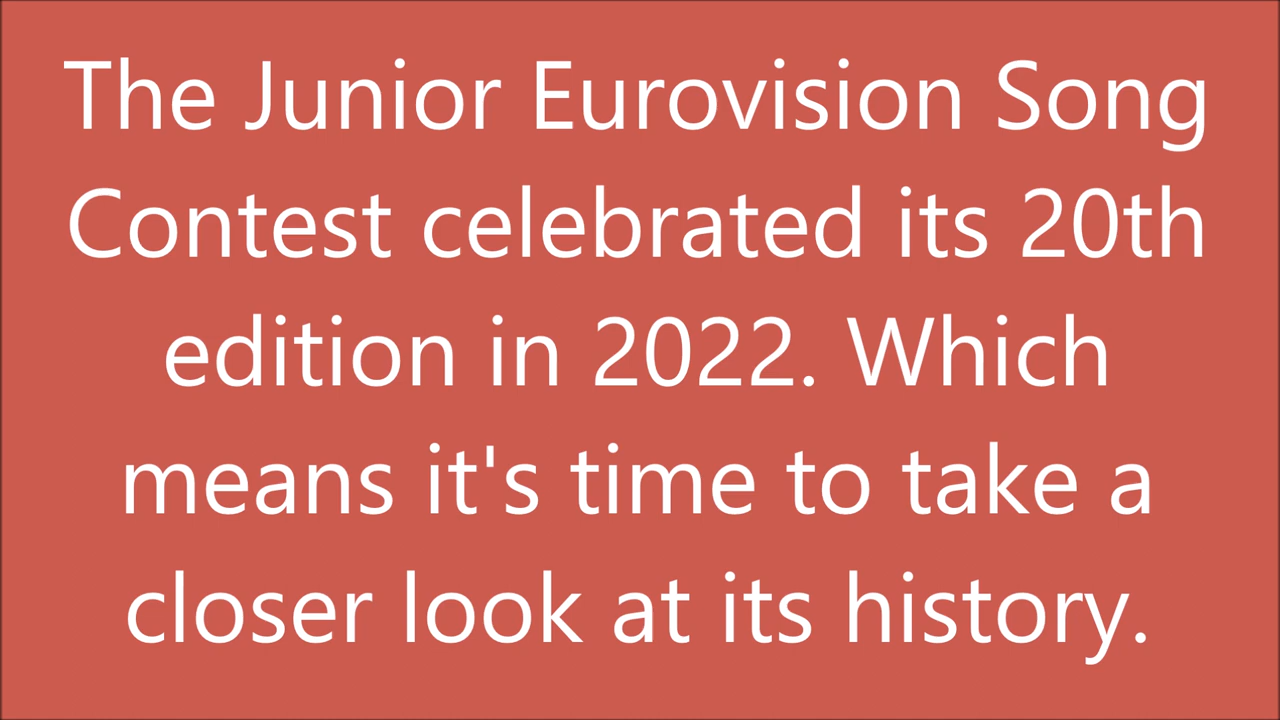 The Junior Eurovision Song
Contest celebrated its 20th
edition in 2022. Which
means it's time to take a
closer look at its history.